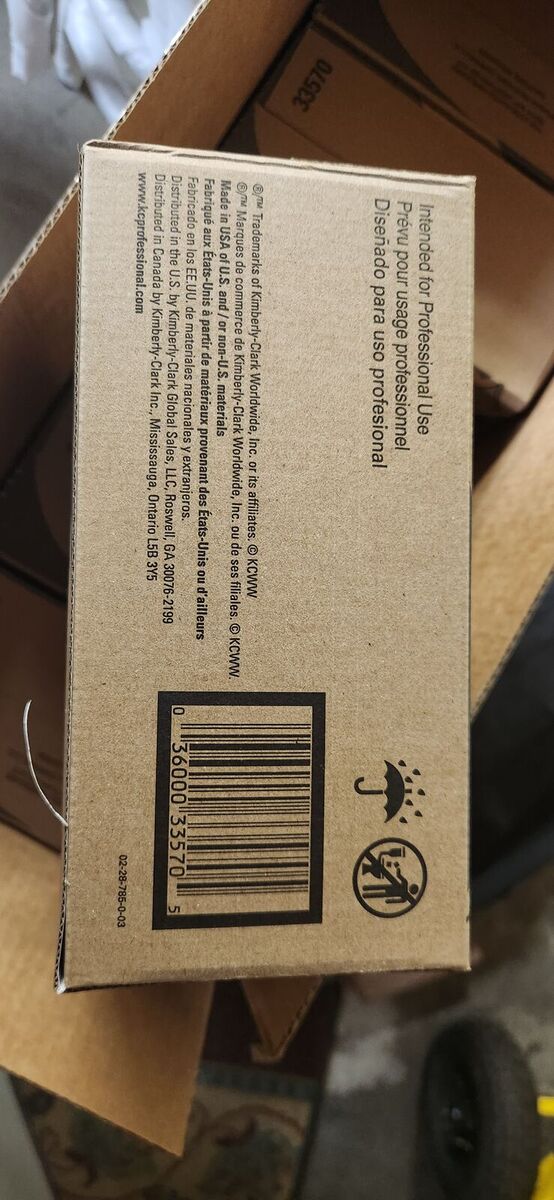 33570
Intended for Professional Use
Prévu pour usage professionnel
Diseñado para uso profesional
®/™ Trademarks of Kimberly-Clark Worldwide, Inc. or its affiliates. © KCWW
®/™ Marques de commerce de Kimberly-Clark Worldwide, Inc. ou de ses filiales. © KCWW.
Made in USA of U.S. and / or non-U.S. materials
Fabriqué aux États-Unis à partir de matériaux provenant des États-Unis ou d'ailleurs
Fabricado en los EE.UU. de materiales nacionales y extranjeros.
Distributed in the U.S. by Kimberly-Clark Global Sales, LLC, Roswell, GA 30076-2199
Distributed in Canada by Kimberly-Clark Inc., Mississauga, Ontario L5B 3Y5
www.kcprofessional.com
0 36000 33570 5
02-28-785-0-03